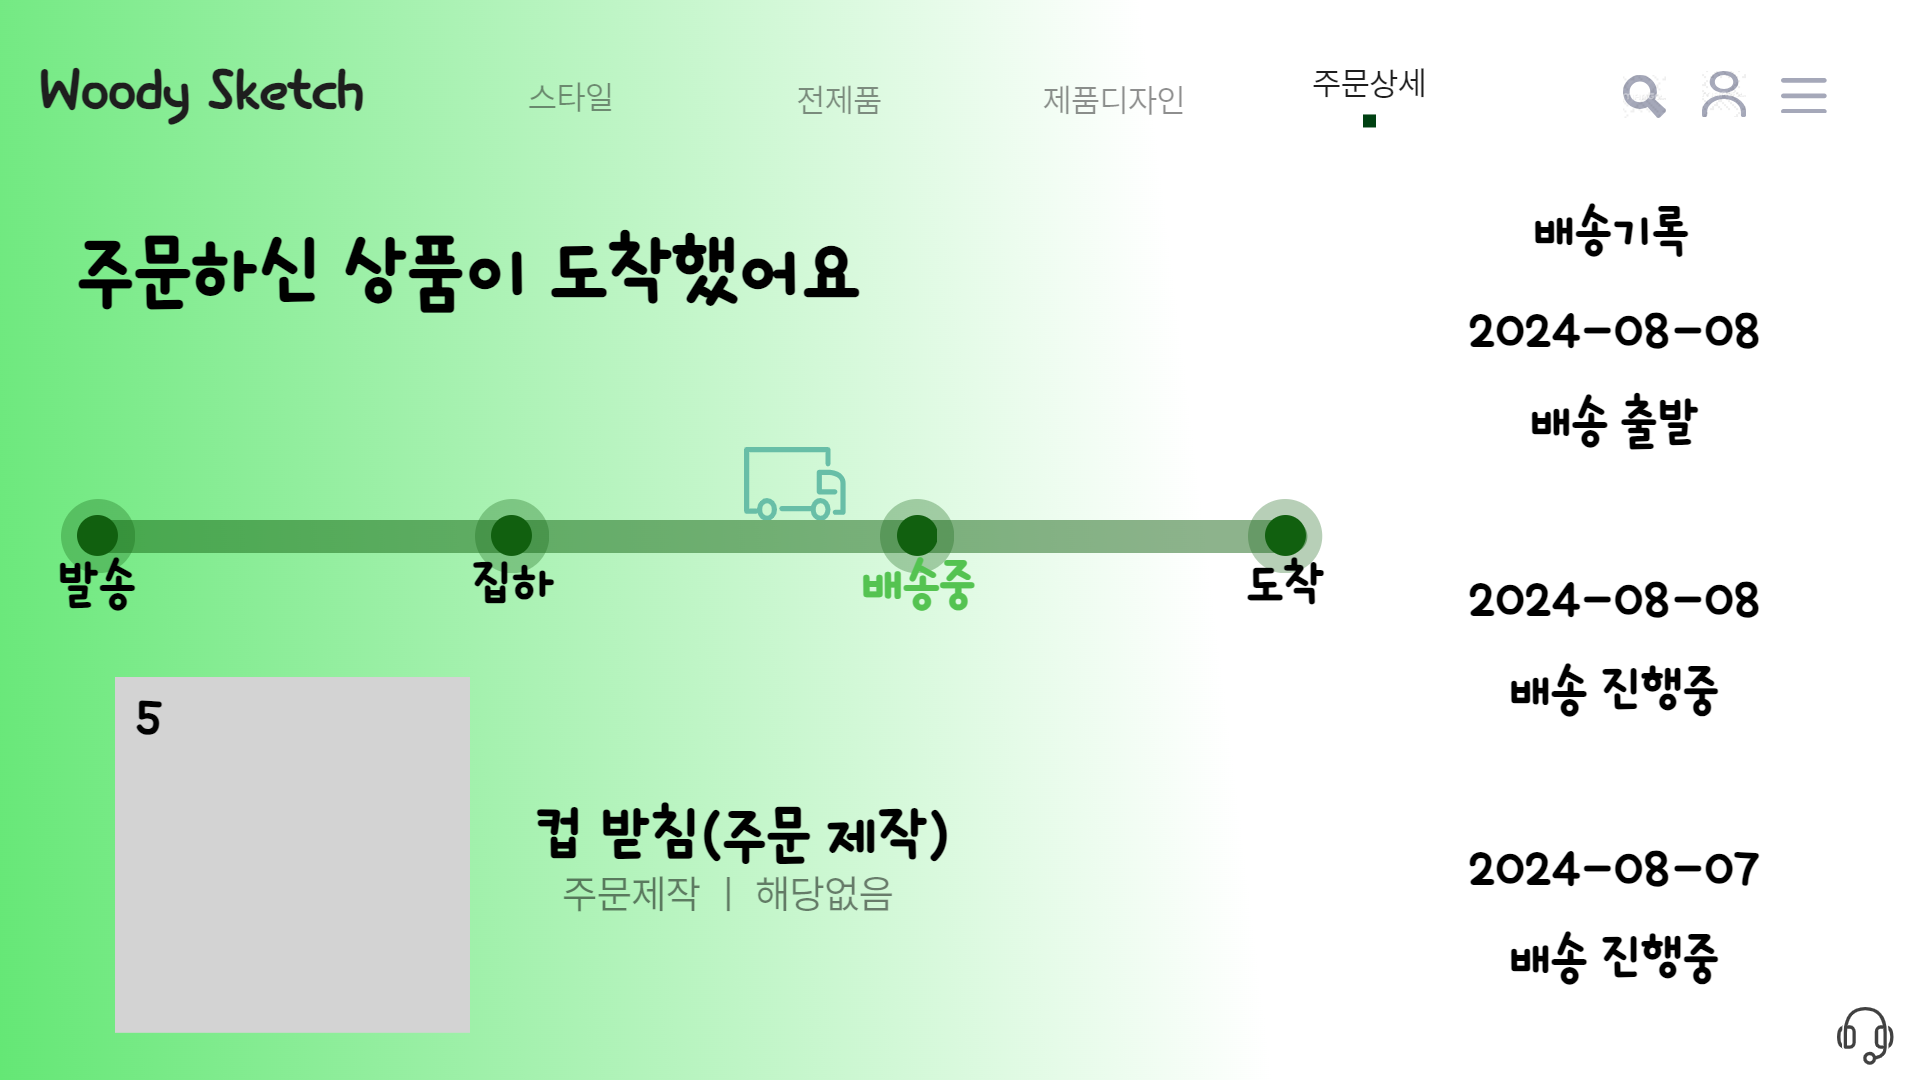 Woody Sketch
스타일
전제품
제품디자인
주문상세
주문하신 상품이 도착했어요
발송
집하
배송중
도착
5
컵 받침(주문 제작)
주문제작 | 해당없음
배송기록
2024-08-08
배송 출발
2024-08-08
배송 진행중
2024-08-07
배송 진행중